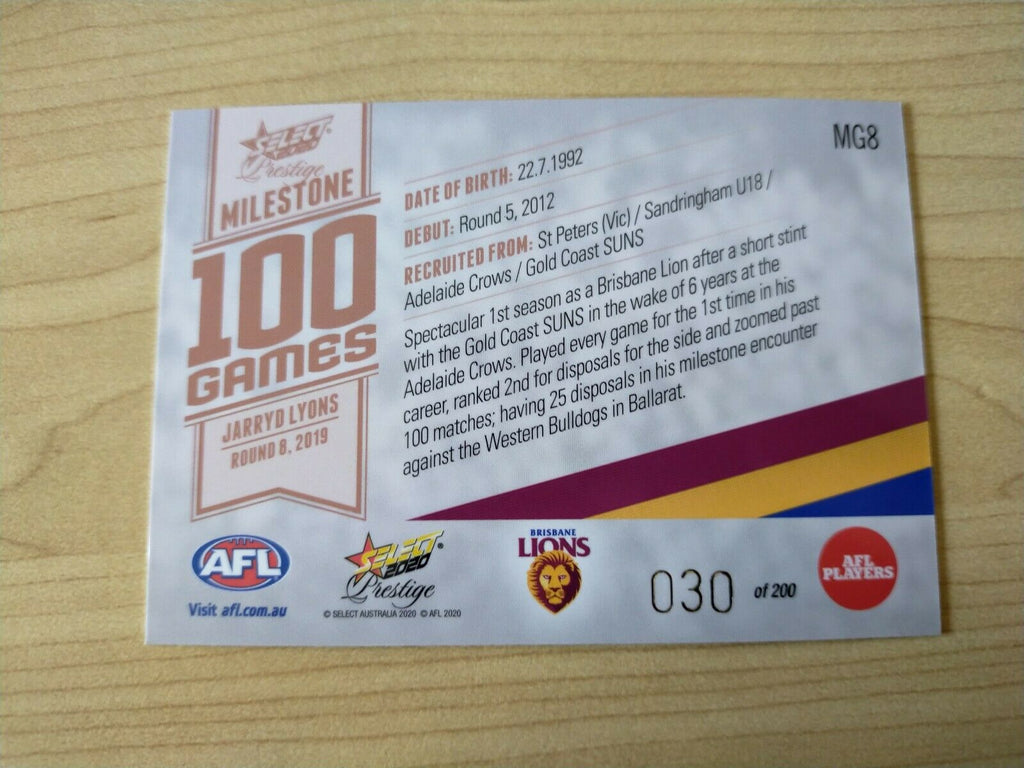 SELECT
2020
Prestige
MILESTONE
100
GAMES
JARRYD LYONS
ROUND 8, 2019
MG8
DATE OF BIRTH: 22.7.1992
DEBUT: Round 5, 2012
RECRUITED FROM: St Peters (Vic) / Sandringham U18 /
Adelaide Crows / Gold Coast SUNS
Spectacular 1st season as a Brisbane Lion after a short stint
with the Gold Coast SUNS in the wake of 6 years at the
Adelaide Crows. Played every game for the 1st time in his
career, ranked 2nd for disposals for the side and zoomed past
100 matches; having 25 disposals in his milestone encounter
against the Western Bulldogs in Ballarat.
AFL
Visit afl.com.au
SELECT
2020
Prestige
© SELECT AUSTRALIA 2020 © AFL 2020
BRISBANE
LIONS
030 of 200
AFL
PLAYERS